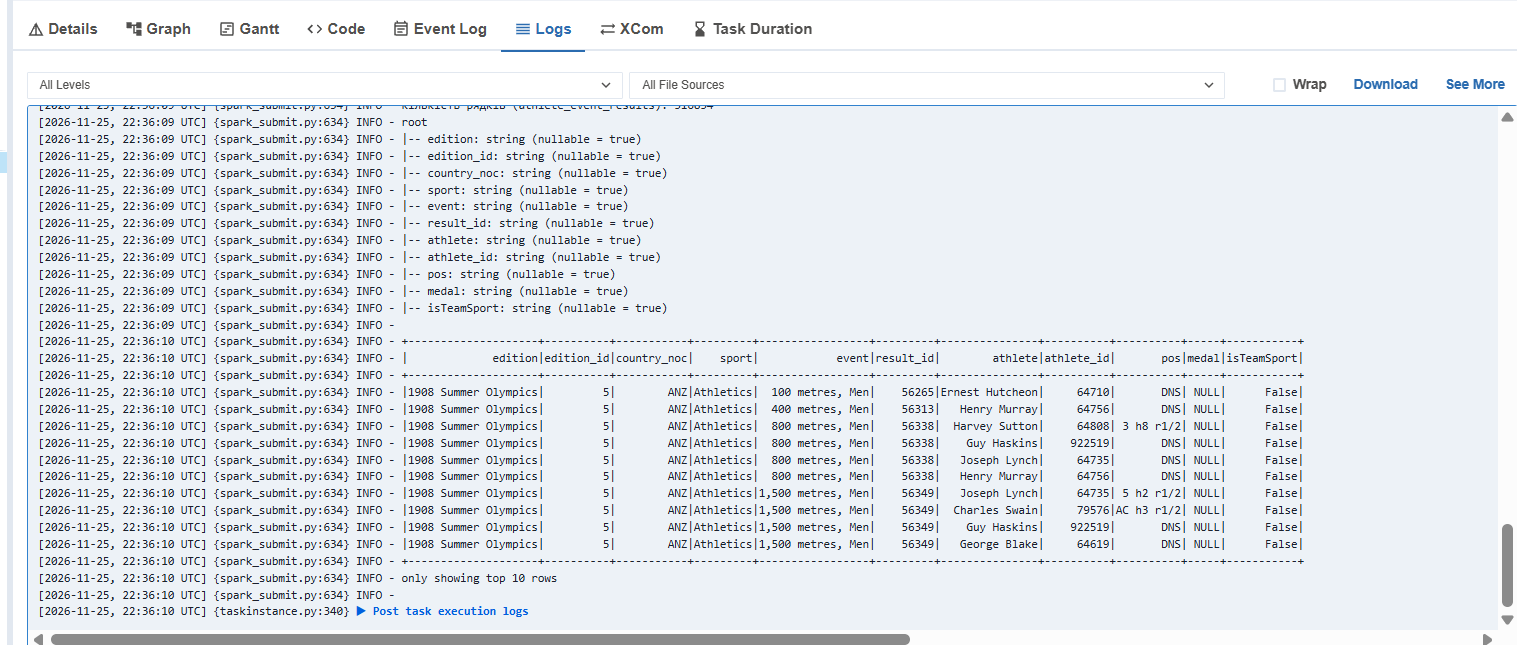 Details Graph Gantt Code Event Log Logs XCom Task Duration
All Levels All File Sources Wrap Download See More
[2026-11-25, 22:36:09 UTC] {spark_submit.py:634} INFO - Кількість рядків (athlete_event_results): 316834
[2026-11-25, 22:36:09 UTC] {spark_submit.py:634} INFO - root
[2026-11-25, 22:36:09 UTC] {spark_submit.py:634} INFO - |-- edition: string (nullable = true)
[2026-11-25, 22:36:09 UTC] {spark_submit.py:634} INFO - |-- edition_id: string (nullable = true)
[2026-11-25, 22:36:09 UTC] {spark_submit.py:634} INFO - |-- country_noc: string (nullable = true)
[2026-11-25, 22:36:09 UTC] {spark_submit.py:634} INFO - |-- sport: string (nullable = true)
[2026-11-25, 22:36:09 UTC] {spark_submit.py:634} INFO - |-- event: string (nullable = true)
[2026-11-25, 22:36:09 UTC] {spark_submit.py:634} INFO - |-- result_id: string (nullable = true)
[2026-11-25, 22:36:09 UTC] {spark_submit.py:634} INFO - |-- athlete: string (nullable = true)
[2026-11-25, 22:36:09 UTC] {spark_submit.py:634} INFO - |-- athlete_id: string (nullable = true)
[2026-11-25, 22:36:09 UTC] {spark_submit.py:634} INFO - |-- pos: string (nullable = true)
[2026-11-25, 22:36:09 UTC] {spark_submit.py:634} INFO - |-- medal: string (nullable = true)
[2026-11-25, 22:36:09 UTC] {spark_submit.py:634} INFO - |-- isTeamSport: string (nullable = true)
[2026-11-25, 22:36:09 UTC] {spark_submit.py:634} INFO -
[2026-11-25, 22:36:10 UTC] {spark_submit.py:634} INFO - +--------------------+----------+-----------+---------+-----------------+---------+---------------+----------+----------+-----+-----------+
[2026-11-25, 22:36:10 UTC] {spark_submit.py:634} INFO - |             edition|edition_id|country_noc|    sport|            event|result_id|        athlete|athlete_id|       pos|medal|isTeamSport|
[2026-11-25, 22:36:10 UTC] {spark_submit.py:634} INFO - +--------------------+----------+-----------+---------+-----------------+---------+---------------+----------+----------+-----+-----------+
[2026-11-25, 22:36:10 UTC] {spark_submit.py:634} INFO - |1908 Summer Olympics|         5|        ANZ|Athletics|  100 metres, Men|    56265|Ernest Hutcheon|     64710|       DNS| NULL|      False|
[2026-11-25, 22:36:10 UTC] {spark_submit.py:634} INFO - |1908 Summer Olympics|         5|        ANZ|Athletics|  400 metres, Men|    56313|   Henry Murray|     64756|       DNS| NULL|      False|
[2026-11-25, 22:36:10 UTC] {spark_submit.py:634} INFO - |1908 Summer Olympics|         5|        ANZ|Athletics|  800 metres, Men|    56338|  Harvey Sutton|     64808| 3 h8 r1/2| NULL|      False|
[2026-11-25, 22:36:10 UTC] {spark_submit.py:634} INFO - |1908 Summer Olympics|         5|        ANZ|Athletics|  800 metres, Men|    56338|    Guy Haskins|    922519|       DNS| NULL|      False|
[2026-11-25, 22:36:10 UTC] {spark_submit.py:634} INFO - |1908 Summer Olympics|         5|        ANZ|Athletics|  800 metres, Men|    56338|   Joseph Lynch|     64735|       DNS| NULL|      False|
[2026-11-25, 22:36:10 UTC] {spark_submit.py:634} INFO - |1908 Summer Olympics|         5|        ANZ|Athletics|  800 metres, Men|    56338|   Henry Murray|     64756|       DNS| NULL|      False|
[2026-11-25, 22:36:10 UTC] {spark_submit.py:634} INFO - |1908 Summer Olympics|         5|        ANZ|Athletics|1,500 metres, Men|    56349|   Joseph Lynch|     64735| 5 h2 r1/2| NULL|      False|
[2026-11-25, 22:36:10 UTC] {spark_submit.py:634} INFO - |1908 Summer Olympics|         5|        ANZ|Athletics|1,500 metres, Men|    56349|  Charles Swain|     79576|AC h3 r1/2| NULL|      False|
[2026-11-25, 22:36:10 UTC] {spark_submit.py:634} INFO - |1908 Summer Olympics|         5|        ANZ|Athletics|1,500 metres, Men|    56349|    Guy Haskins|    922519|       DNS| NULL|      False|
[2026-11-25, 22:36:10 UTC] {spark_submit.py:634} INFO - |1908 Summer Olympics|         5|        ANZ|Athletics|1,500 metres, Men|    56349|   George Blake|     64619|       DNS| NULL|      False|
[2026-11-25, 22:36:10 UTC] {spark_submit.py:634} INFO - +--------------------+----------+-----------+---------+-----------------+---------+---------------+----------+----------+-----+-----------+
[2026-11-25, 22:36:10 UTC] {spark_submit.py:634} INFO - only showing top 10 rows
[2026-11-25, 22:36:10 UTC] {spark_submit.py:634} INFO -
[2026-11-25, 22:36:10 UTC] {taskinstance.py:340} ▶ Post task execution logs